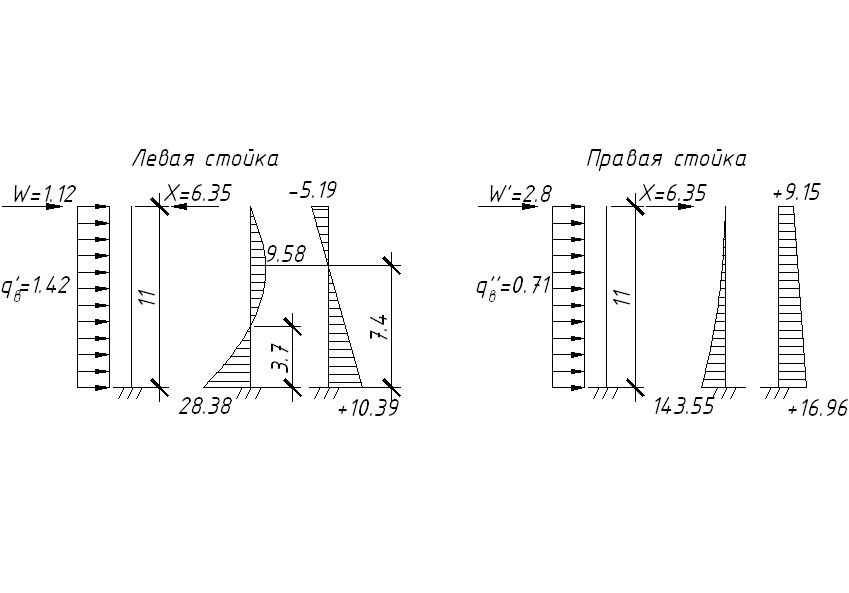 Левая стойка
W=1.12
X=6.35
-5.19
9.58
q'в=1.42
11
7.4
3.7
28.38
+10.39
Правая стойка
W'=2.8
X=6.35
+9.15
q''в=0.71
11
143.55
+16.96